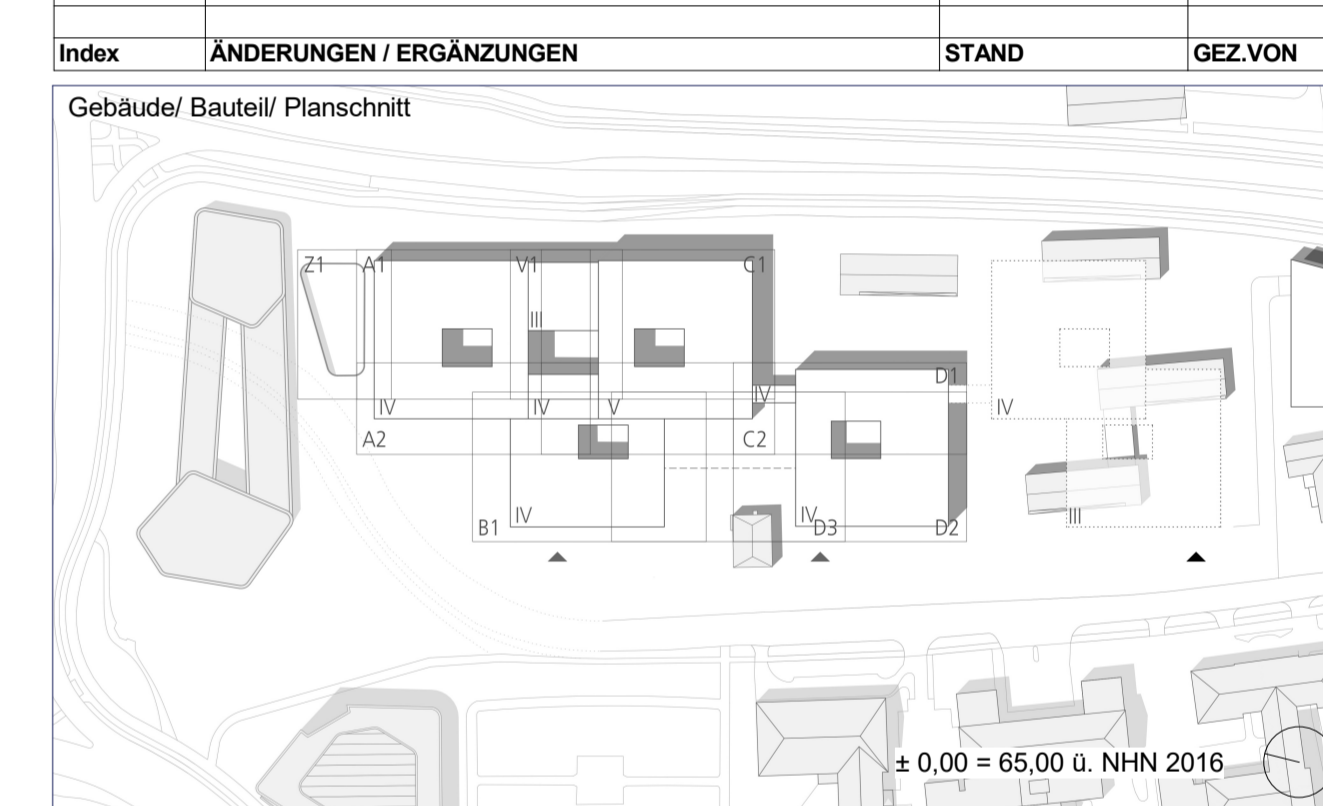 Index ÄNDERUNGEN / ERGÄNZUNGEN STAND GEZ.VON
Gebäude/ Bauteil/ Planschnitt
Z1 A1 V1 C1
III
D1
IV IV V IV IV
A2 C2
B1 IV IV D3 D2 III
± 0,00 = 65,00 ü. NHN 2016